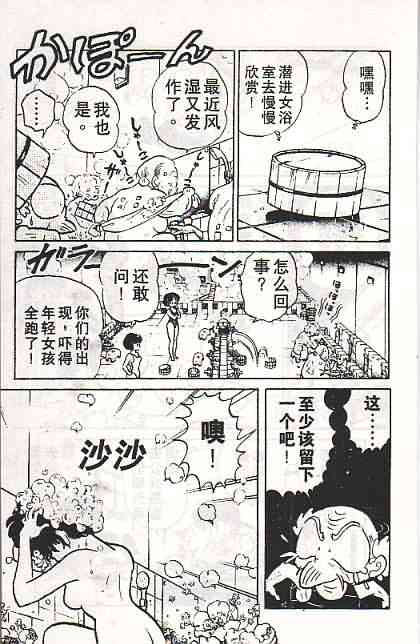 嘿嘿…
潜进女浴
室去慢慢
欣赏！
かぽーん
最近风
湿又发
作了。
我也
是。
……
怎么回
事？
ガラーーン
还敢
问！
你们的出
现，吓得
年轻女孩
全跑了！
这……
至少该留下
一个吧！
噢！
沙沙